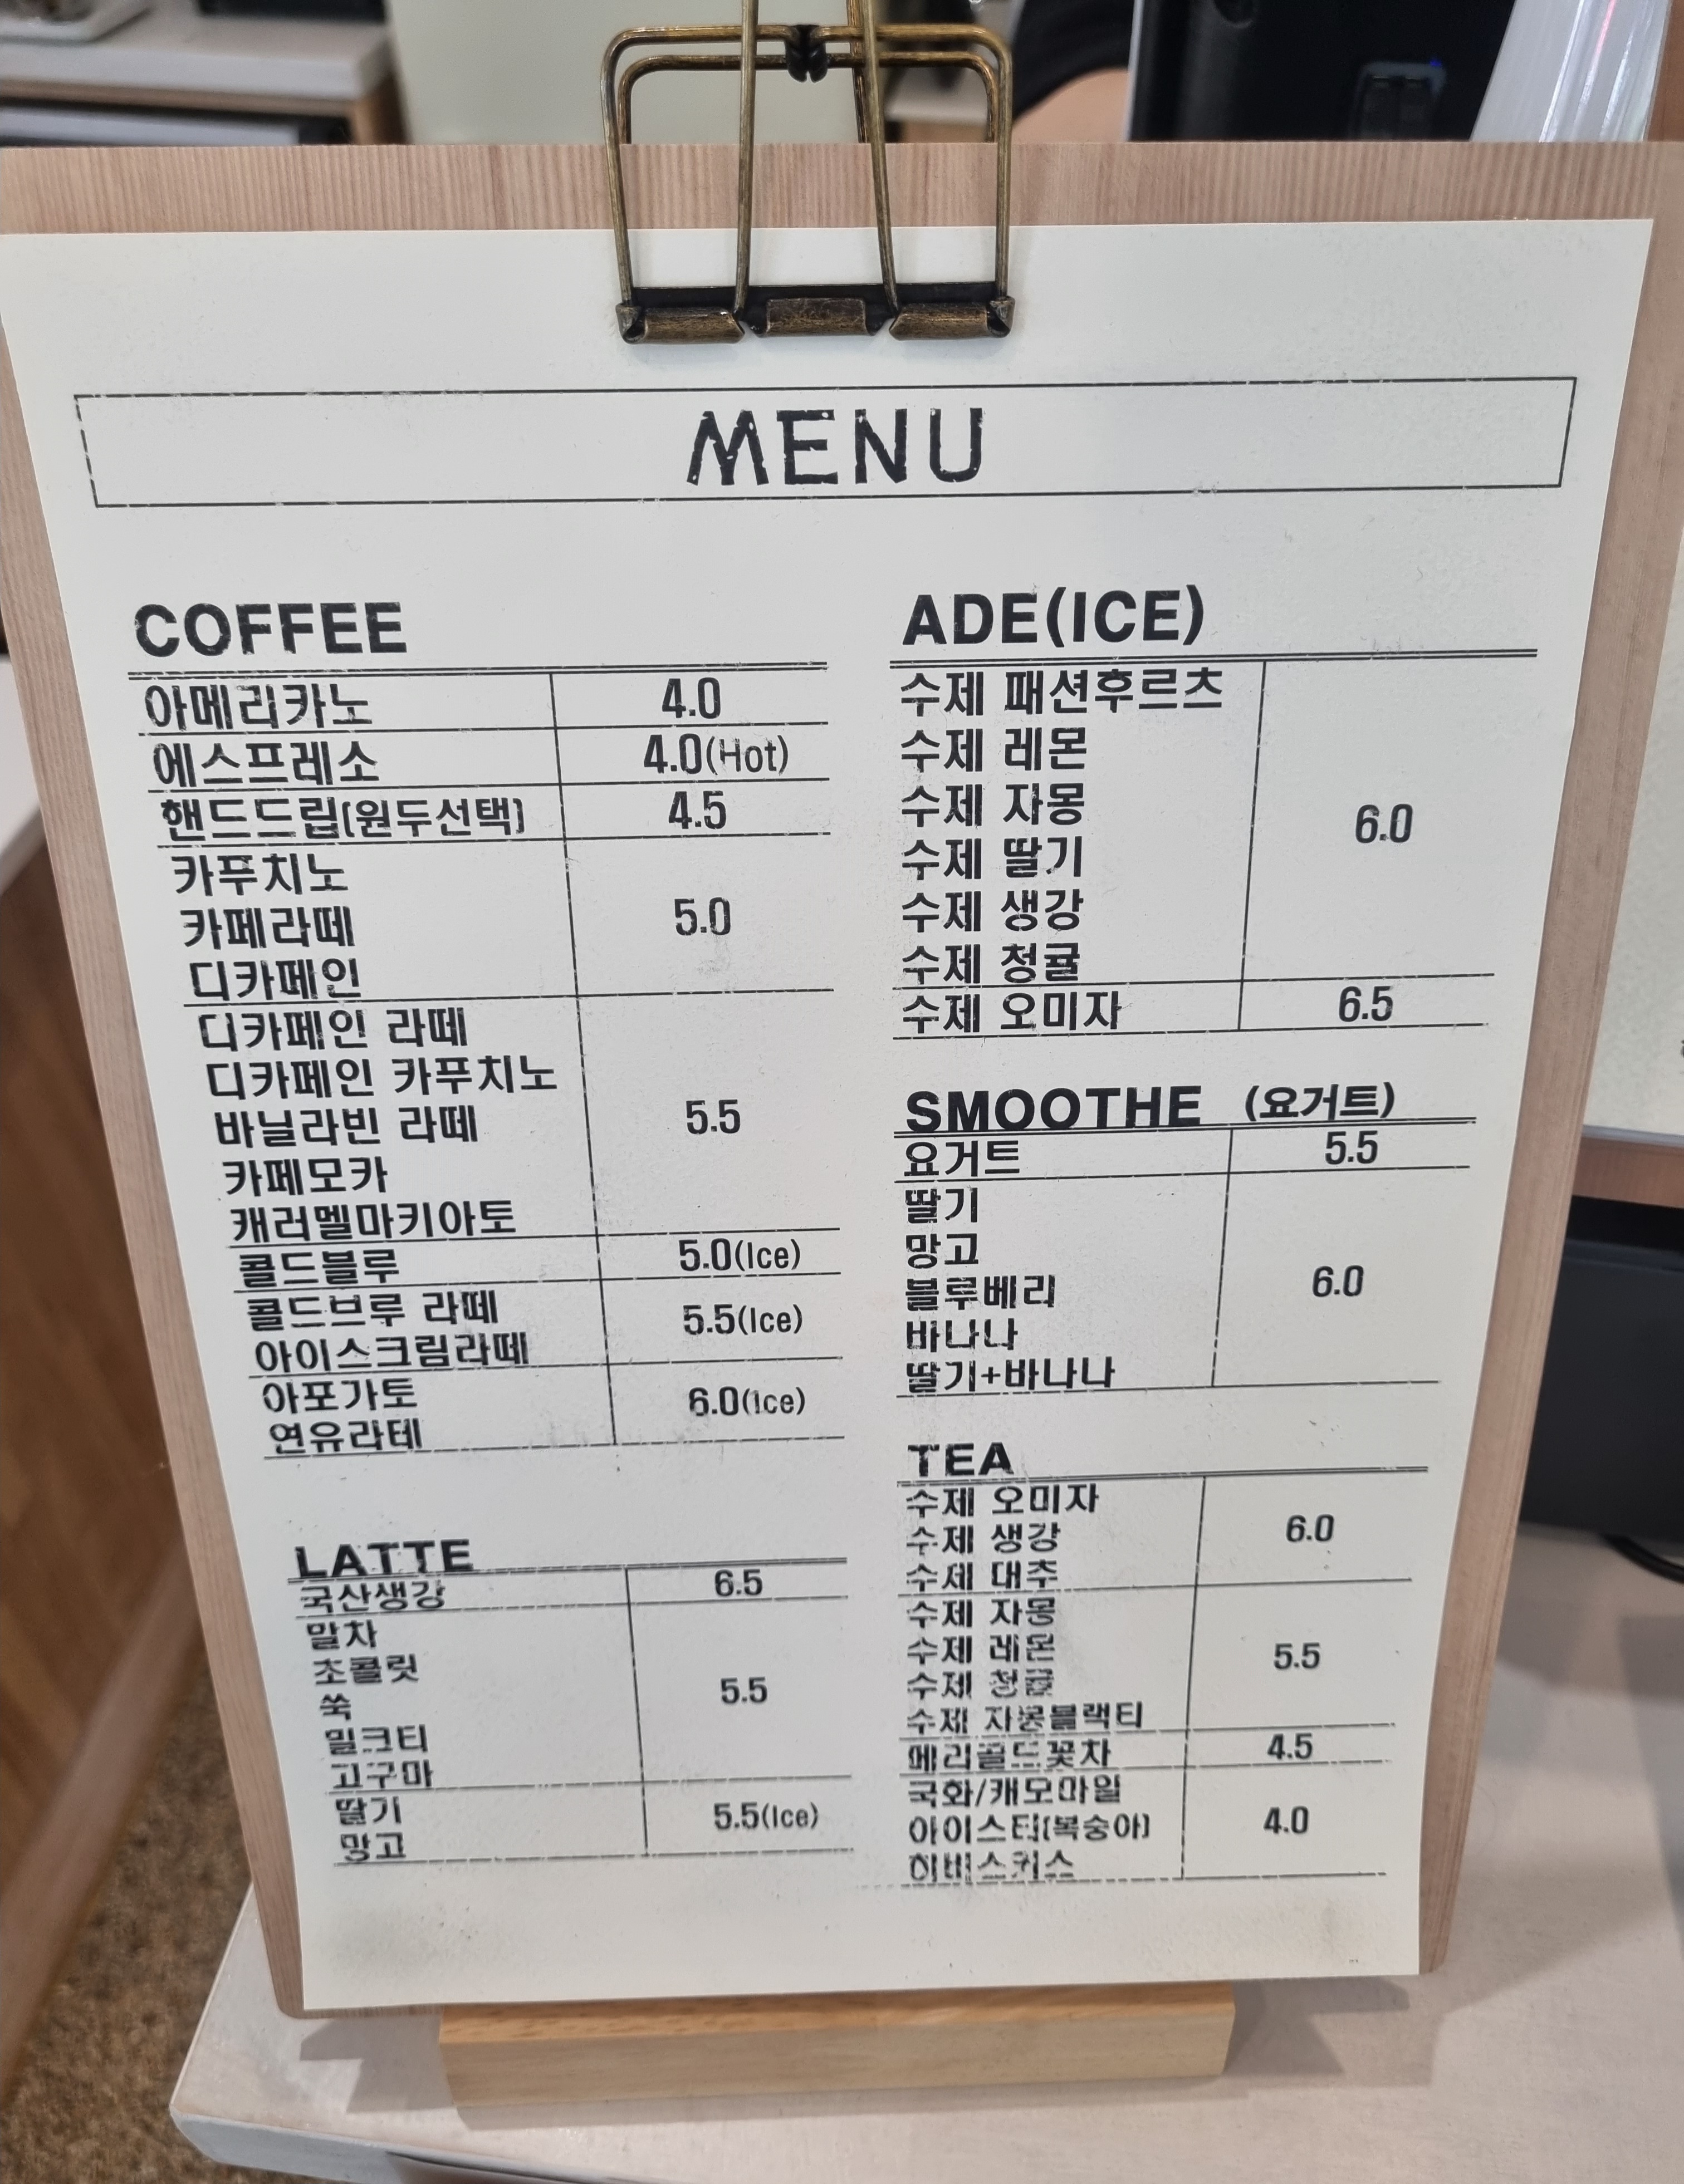 MENU
COFFEE
아메리카노 4.0
에스프레소 4.0(Hot)
핸드드립(원두선택) 4.5
카푸치노
카페라떼 5.0
디카페인
디카페인 라떼
디카페인 카푸치노
바닐라빈 라떼 5.5
카페모카
캐러멜마키아토
콜드블루 5.0(Ice)
콜드브루 라떼 5.5(Ice)
아이스크림라떼
아포가토 6.0(Ice)
연유라테
LATTE
국산생강 6.5
말차
초콜릿
쑥 5.5
밀크티
고구마
딸기 5.5(Ice)
망고
ADE(ICE)
수제 패션후르츠
수제 레몬
수제 자몽 6.0
수제 딸기
수제 생강
수제 청귤
수제 오미자 6.5
SMOOTHE (요거트)
요거트 5.5
딸기
망고
블루베리 6.0
바나나
딸기+바나나
TEA
수제 오미자
수제 생강 6.0
수제 대추
수제 자몽
수제 레몬 5.5
수제 청귤
수제 자몽블랙티
메리골드꽃차 4.5
국화/캐모마일
아이스티(복숭아) 4.0
히비스커스